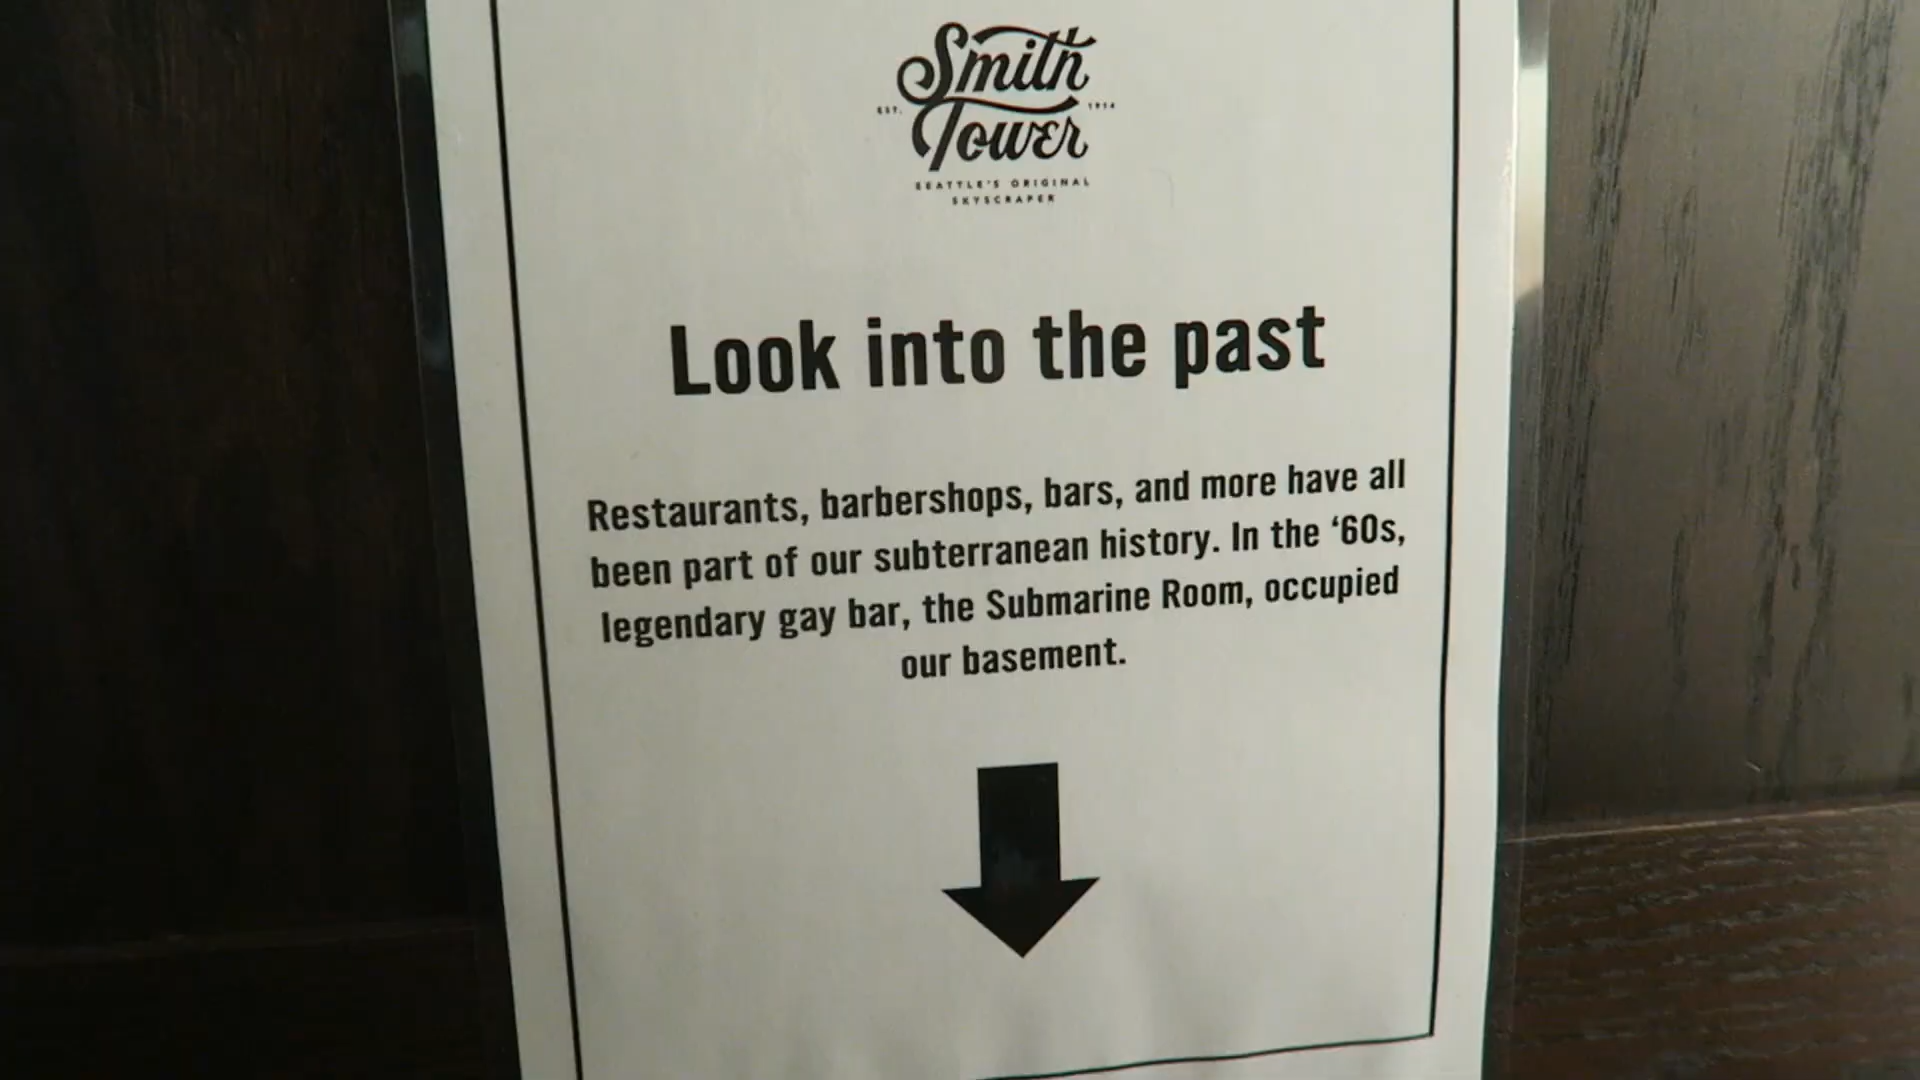 Smith
EST. 1914
Tower
SEATTLE'S ORIGINAL
SKYSCRAPER
Look into the past
Restaurants, barbershops, bars, and more have all
been part of our subterranean history. In the ‘60s,
legendary gay bar, the Submarine Room, occupied
our basement.